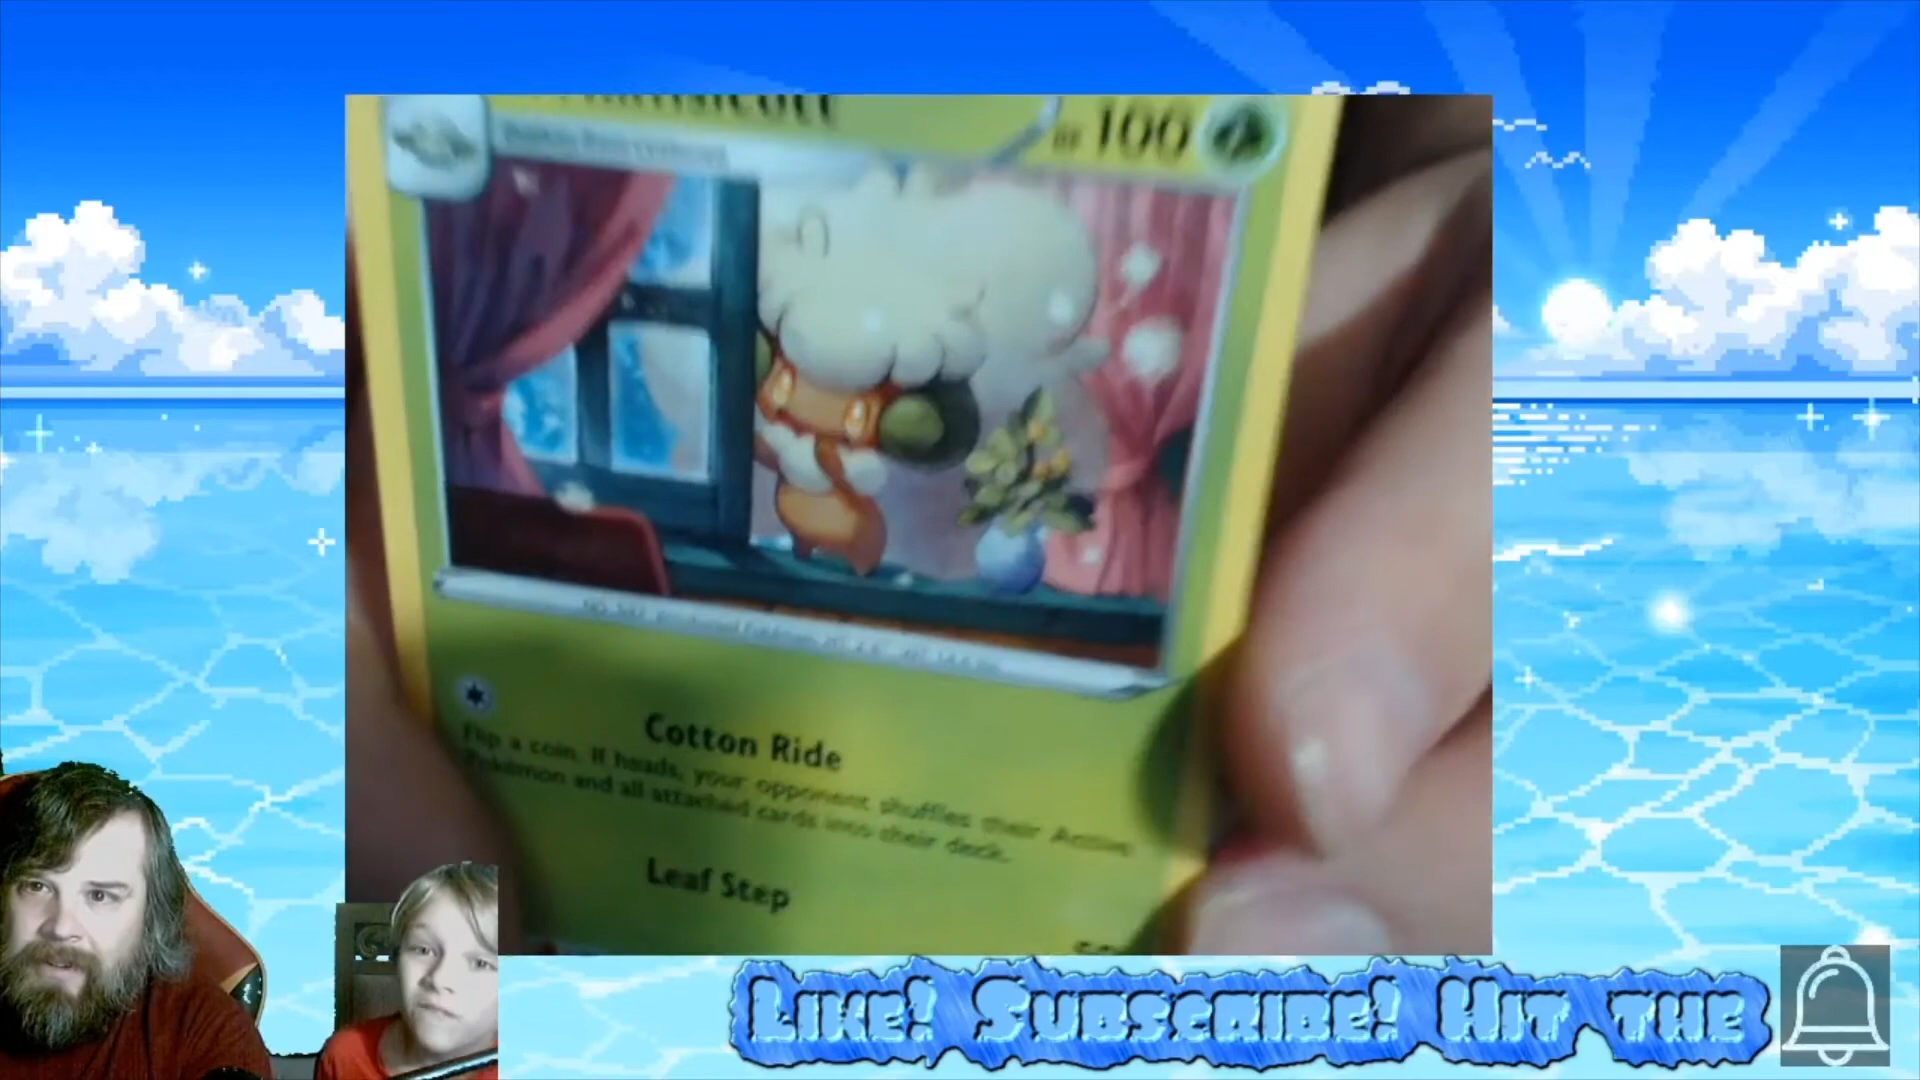 100
Cotton Ride
Flip a coin. If heads, your opponent shuffles their Active
Pokémon and all attached cards into their deck.
Leaf Step
LIKE! SUBSCRIBE! HIT THE